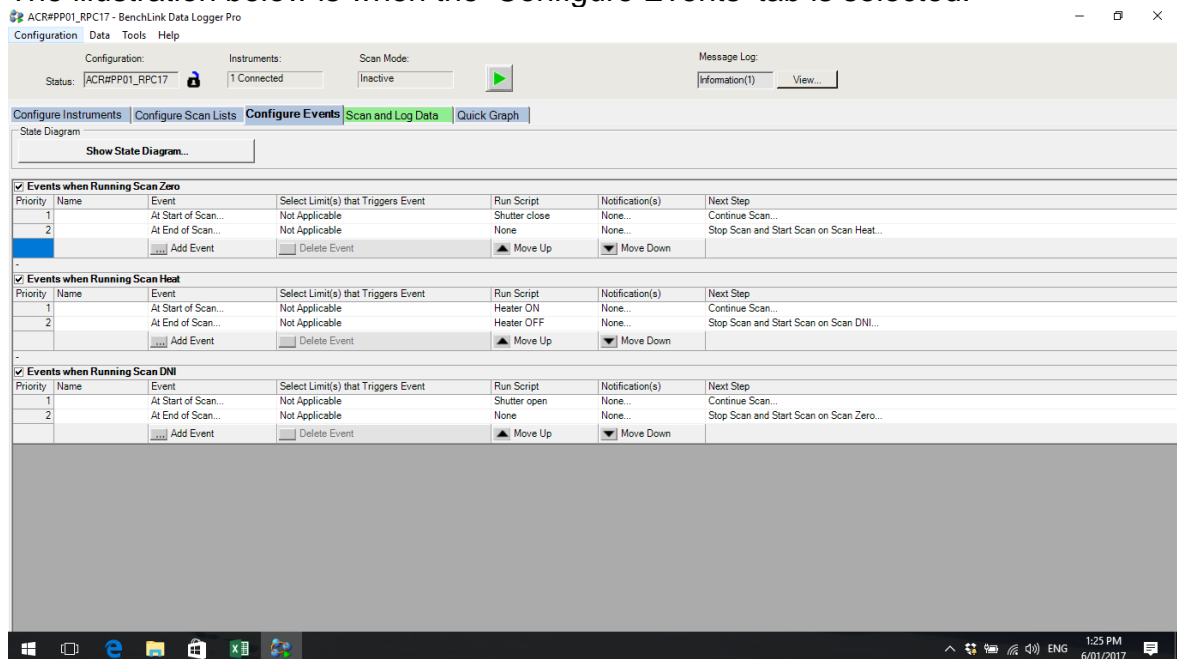 The illustration below is when the 'Configure Events' tab is selected.
ACR#PP01_RPC17 - BenchLink Data Logger Pro
Configuration Data Tools Help
Configuration: Instruments: Scan Mode: Message Log:
Status: ACR#PP01_RPC17 1 Connected Inactive Information(1) View...
Configure Instruments Configure Scan Lists Configure Events Scan and Log Data Quick Graph
State Diagram
Show State Diagram...
Events when Running Scan Zero
Priority Name Event Select Limit(s) that Triggers Event Run Script Notification(s) Next Step
1 At Start of Scan... Not Applicable Shutter close None... Continue Scan...
2 At End of Scan... Not Applicable None None... Stop Scan and Start Scan on Scan Heat...
... Add Event Delete Event Move Up Move Down
-
Events when Running Scan Heat
Priority Name Event Select Limit(s) that Triggers Event Run Script Notification(s) Next Step
1 At Start of Scan... Not Applicable Heater ON None... Continue Scan...
2 At End of Scan... Not Applicable Heater OFF None... Stop Scan and Start Scan on Scan DNI...
... Add Event Delete Event Move Up Move Down
-
Events when Running Scan DNI
Priority Name Event Select Limit(s) that Triggers Event Run Script Notification(s) Next Step
1 At Start of Scan... Not Applicable Shutter open None... Continue Scan...
2 At End of Scan... Not Applicable None None... Stop Scan and Start Scan on Scan Zero...
... Add Event Delete Event Move Up Move Down
ENG 1:25 PM
6/01/2017